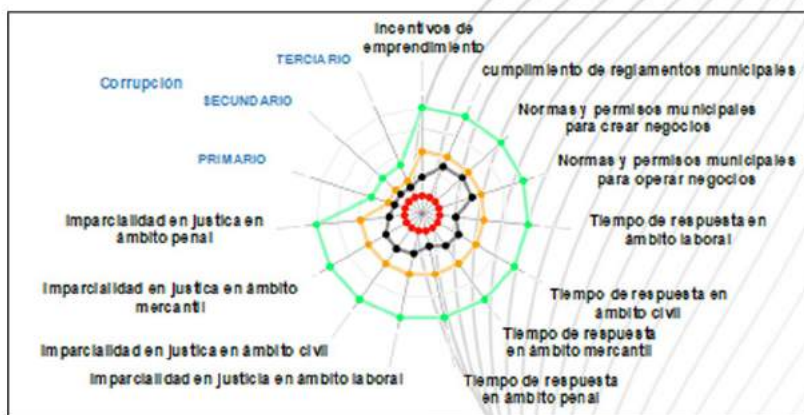 Incentivos de
emprendimiento
cumplimiento de reglamentos municipales
Normas y permisos municipales
para crear negocios
Normas y permisos municipales
para operar negocios
Tiempo de respuesta en
ámbito laboral
Tiempo de respuesta en
ámbito civil
Tiempo de respuesta
en ámbito mercantil
Tiempo de respuesta
en ámbito penal
Imparcialidad en justicia en ámbito laboral
Imparcialidad en justica en ámbito civil
Imparcialidad en justica en ámbito
mercantil
Imparcialidad en justica en
ámbito penal
PRIMARIO
SECUNDARIO
Corrupción
TERCIARIO